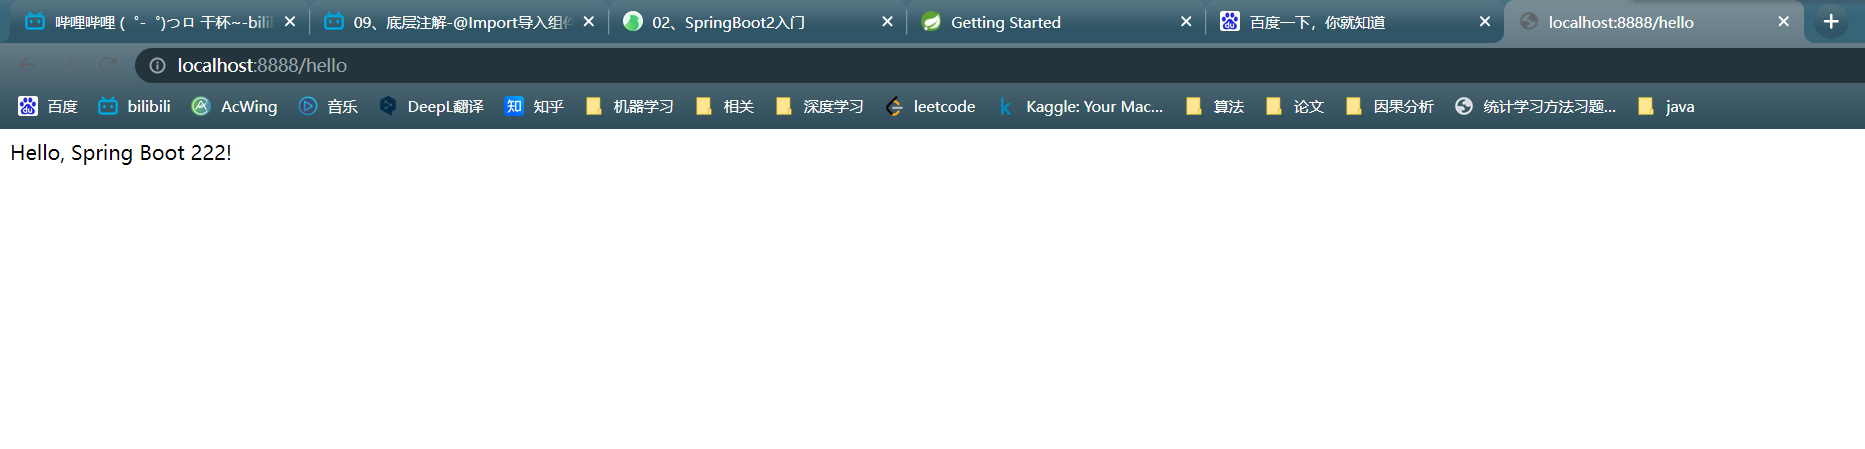 哔哩哔哩 (゜-゜)つロ 干杯~-bili
09、底层注解-@Import导入组件
02、SpringBoot2入门
Getting Started
百度一下，你就知道
localhost:8888/hello
localhost:8888/hello
百度 bilibili AcWing 音乐 DeepL翻译 知乎 机器学习 相关 深度学习 leetcode Kaggle: Your Mac... 算法 论文 因果分析 统计学习方法习题... java
Hello, Spring Boot 222!